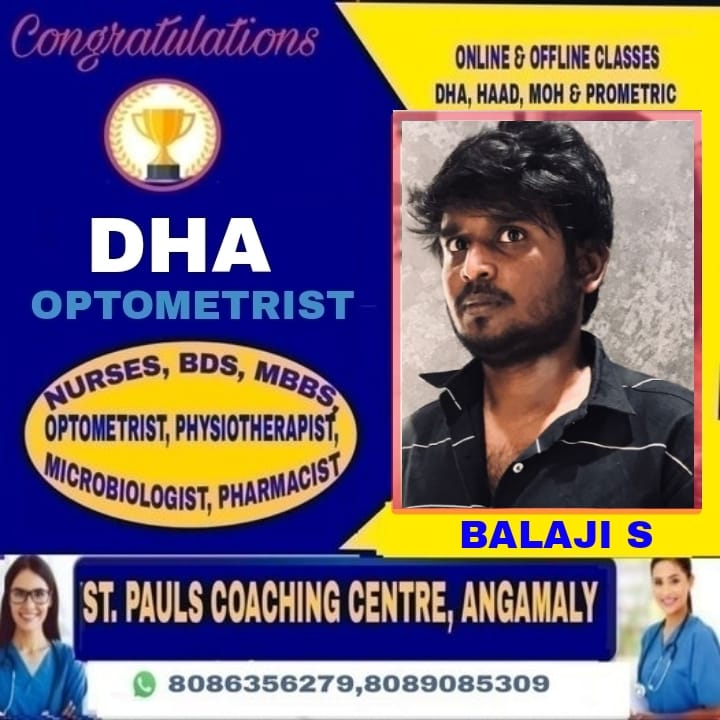 Congratulations
ONLINE & OFFLINE CLASSES
DHA, HAAD, MOH & PROMETRIC
DHA
OPTOMETRIST
NURSES, BDS, MBBS,
OPTOMETRIST, PHYSIOTHERAPIST,
MICROBIOLOGIST, PHARMACIST
BALAJI S
ST. PAULS COACHING CENTRE, ANGAMALY
8086356279,8089085309